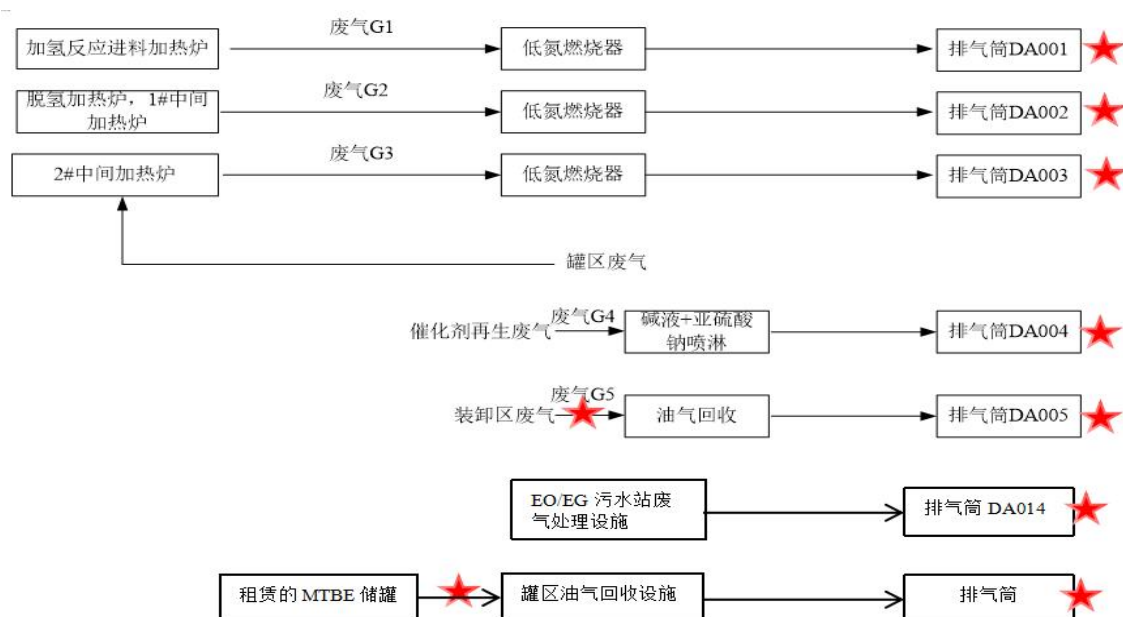 废气G1
加氢反应进料加热炉
低氮燃烧器
排气筒DA001
废气G2
脱氢加热炉，1#中间
加热炉
低氮燃烧器
排气筒DA002
废气G3
2#中间加热炉
低氮燃烧器
排气筒DA003
罐区废气
废气G4
催化剂再生废气
碱液+亚硫酸
钠喷淋
排气筒DA004
废气G5
装卸区废气
油气回收
排气筒DA005
EO/EG 污水站废
气处理设施
排气筒 DA014
租赁的 MTBE 储罐
罐区油气回收设施
排气筒